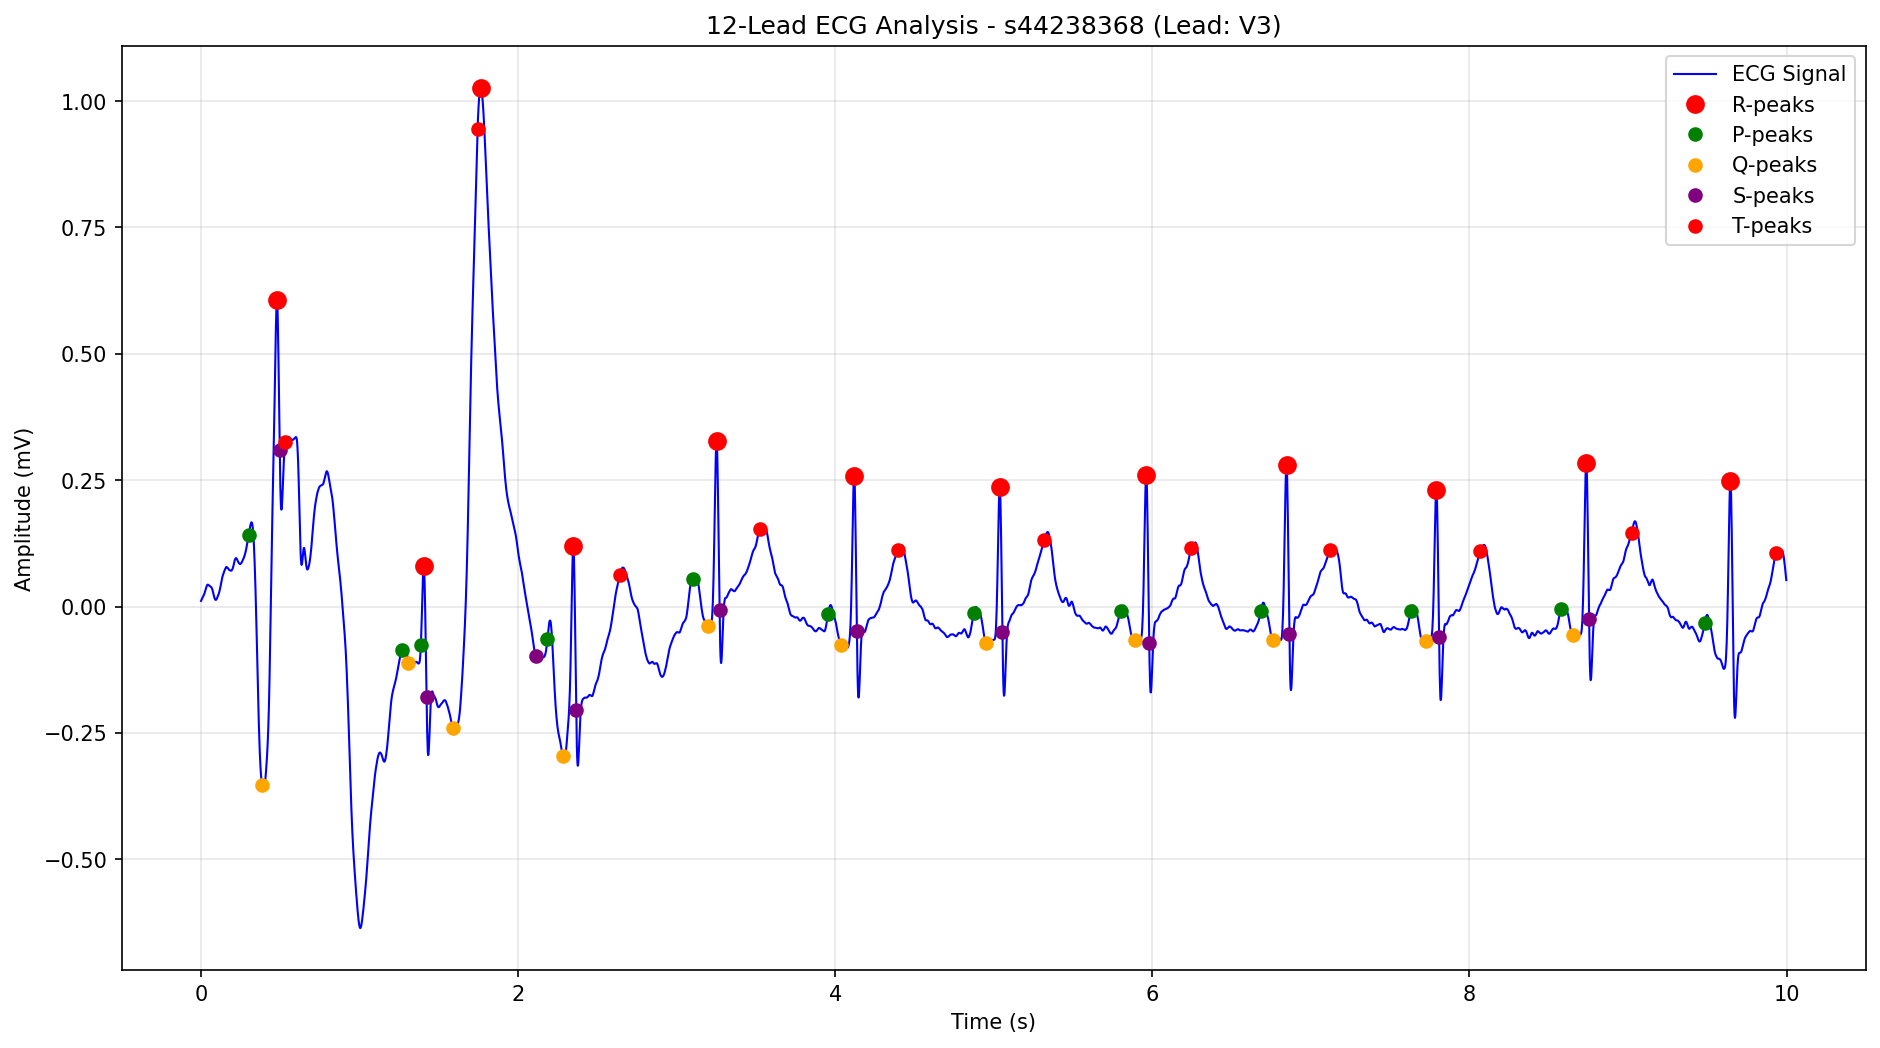 12-Lead ECG Analysis - s44238368 (Lead: V3)
ECG Signal
R-peaks
P-peaks
Q-peaks
S-peaks
T-peaks
Amplitude (mV)
1.00
0.75
0.50
0.25
0.00
−0.25
−0.50
0 2 4 6 8 10
Time (s)